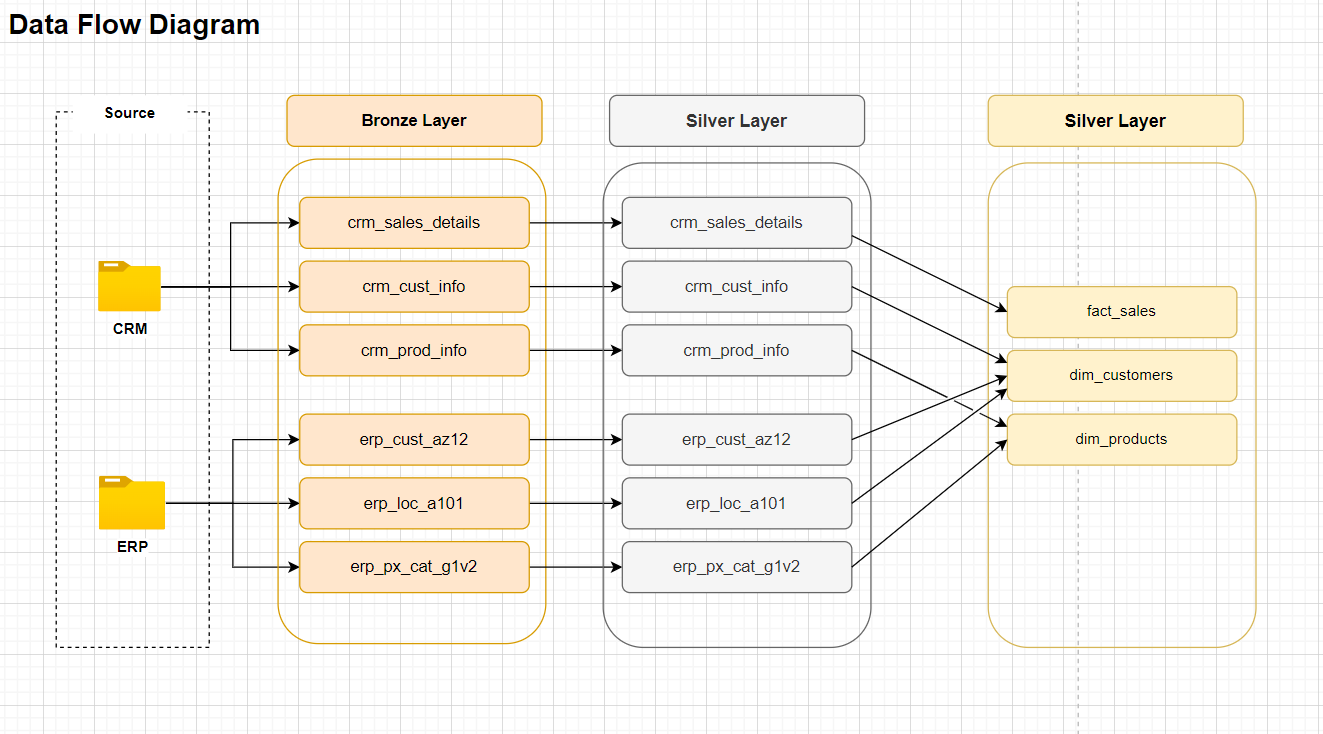 Data Flow Diagram
Source
Bronze Layer
Silver Layer
Silver Layer
CRM
ERP
crm_sales_details
crm_cust_info
crm_prod_info
erp_cust_az12
erp_loc_a101
erp_px_cat_g1v2
crm_sales_details
crm_cust_info
crm_prod_info
erp_cust_az12
erp_loc_a101
erp_px_cat_g1v2
fact_sales
dim_customers
dim_products